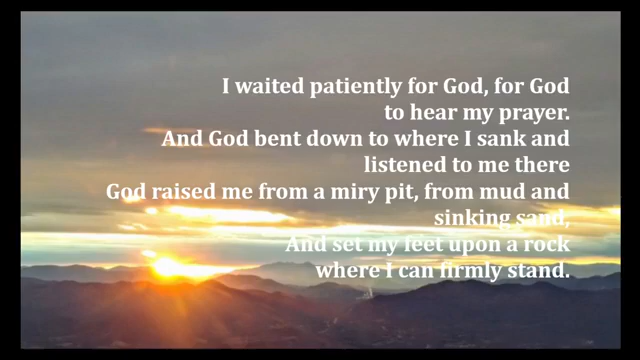 I waited patiently for God, for God
to hear my prayer.
And God bent down to where I sank and
listened to me there
God raised me from a miry pit, from mud and
sinking sand,
And set my feet upon a rock
where I can firmly stand.